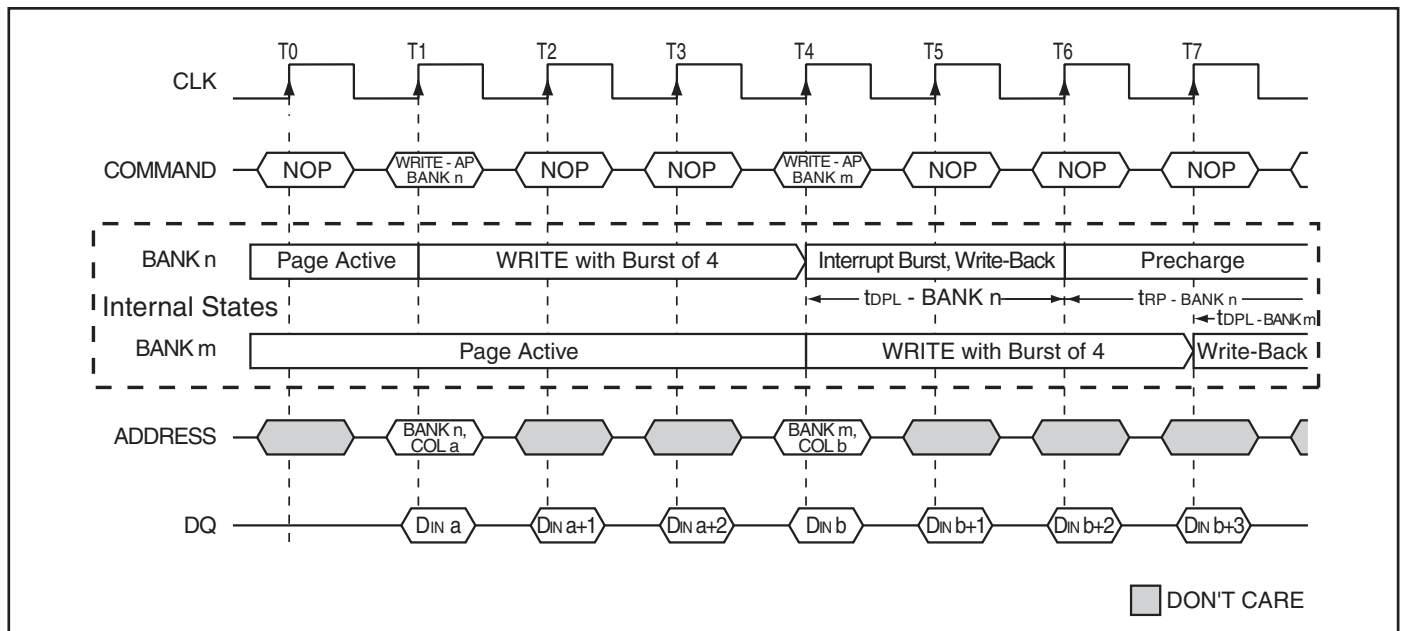 T0 T1 T2 T3 T4 T5 T6 T7
CLK
COMMAND NOP WRITE - AP BANK n NOP NOP WRITE - AP BANK m NOP NOP NOP
BANK n Page Active WRITE with Burst of 4 Interrupt Burst, Write-Back Precharge
Internal States tDPL - BANK n tRP - BANK n
tDPL - BANK m
BANK m Page Active WRITE with Burst of 4 Write-Back
ADDRESS BANK n, COL a BANK m, COL b
DQ DIN a DIN a+1 DIN a+2 DIN b DIN b+1 DIN b+2 DIN b+3
DON'T CARE